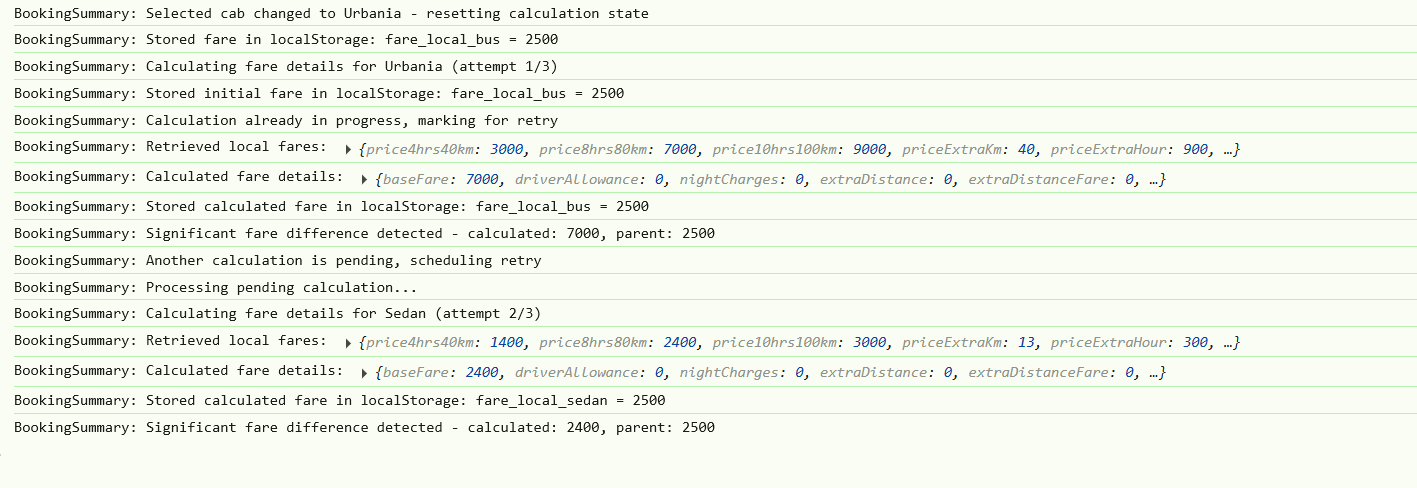 BookingSummary: Selected cab changed to Urbania - resetting calculation state
BookingSummary: Stored fare in localStorage: fare_local_bus = 2500
BookingSummary: Calculating fare details for Urbania (attempt 1/3)
BookingSummary: Stored initial fare in localStorage: fare_local_bus = 2500
BookingSummary: Calculation already in progress, marking for retry
BookingSummary: Retrieved local fares: ▶ {price4hrs40km: 3000, price8hrs80km: 7000, price10hrs100km: 9000, priceExtraKm: 40, priceExtraHour: 900, …}
BookingSummary: Calculated fare details: ▶ {baseFare: 7000, driverAllowance: 0, nightCharges: 0, extraDistance: 0, extraDistanceFare: 0, …}
BookingSummary: Stored calculated fare in localStorage: fare_local_bus = 2500
BookingSummary: Significant fare difference detected - calculated: 7000, parent: 2500
BookingSummary: Another calculation is pending, scheduling retry
BookingSummary: Processing pending calculation...
BookingSummary: Calculating fare details for Sedan (attempt 2/3)
BookingSummary: Retrieved local fares: ▶ {price4hrs40km: 1400, price8hrs80km: 2400, price10hrs100km: 3000, priceExtraKm: 13, priceExtraHour: 300, …}
BookingSummary: Calculated fare details: ▶ {baseFare: 2400, driverAllowance: 0, nightCharges: 0, extraDistance: 0, extraDistanceFare: 0, …}
BookingSummary: Stored calculated fare in localStorage: fare_local_sedan = 2500
BookingSummary: Significant fare difference detected - calculated: 2400, parent: 2500